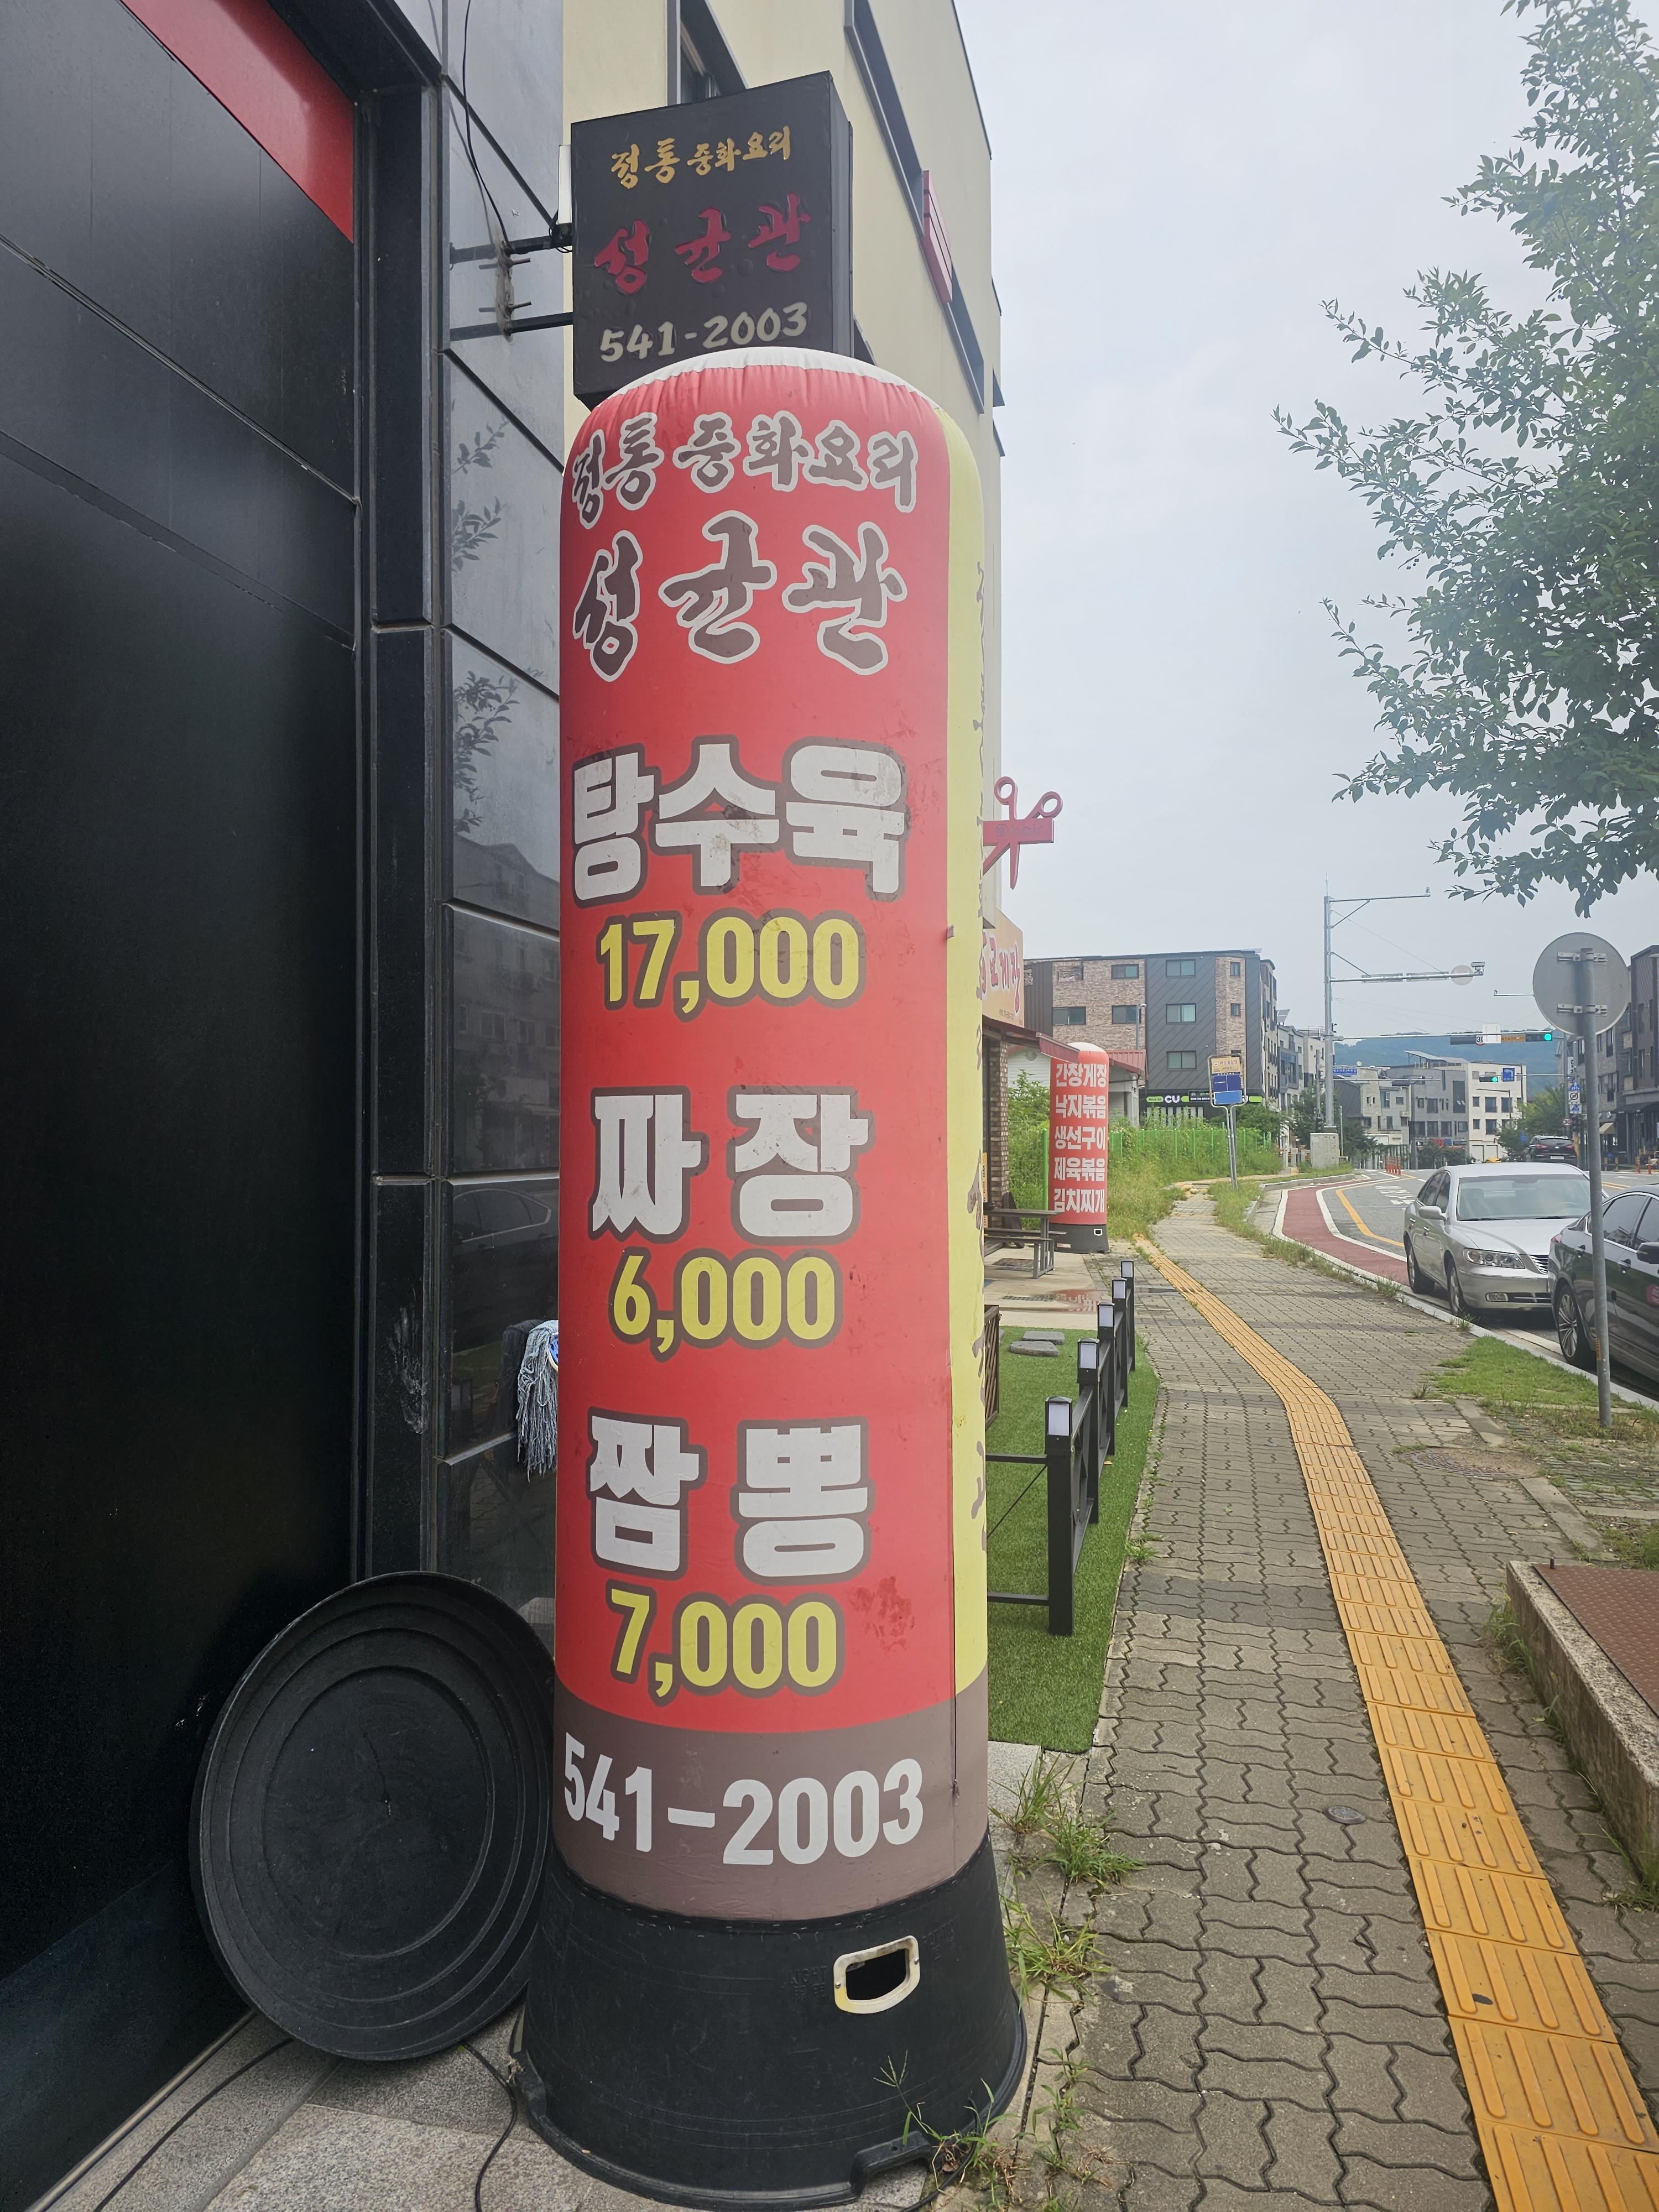 정통 중화요리
성균관
541-2003
정통 중화요리
성균관
탕수육
17,000
짜장
6,000
짬뽕
7,000
541-2003
간장게장
낙지볶음
생선구이
제육볶음
김치찌개
CU